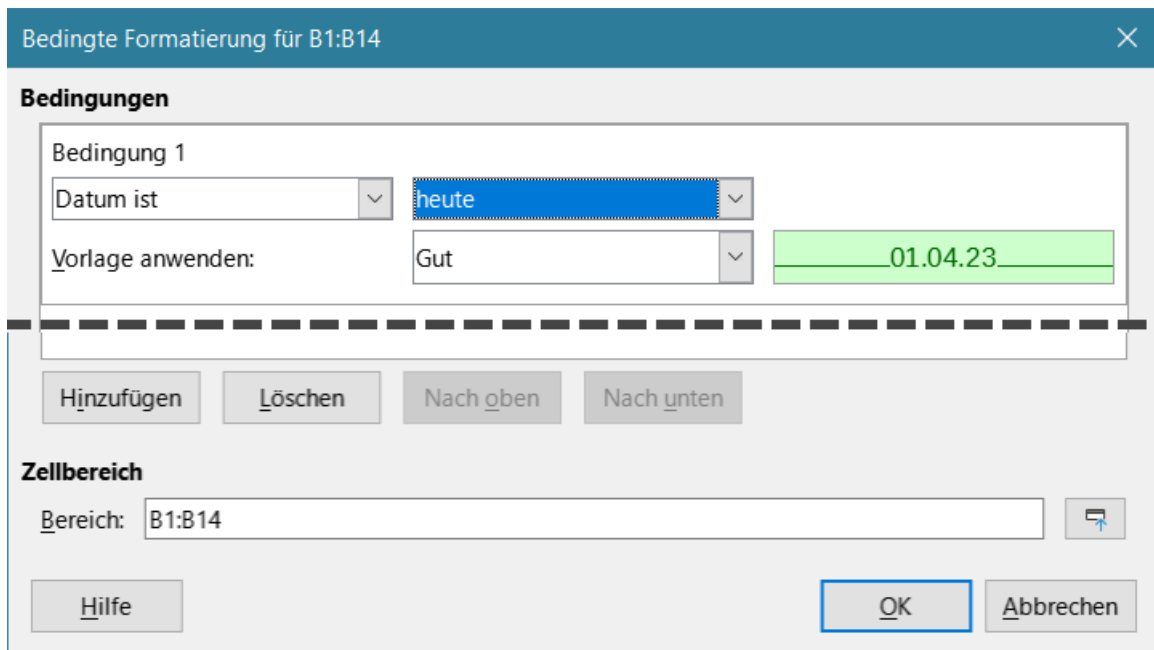 Bedingte Formatierung für B1:B14
Bedingungen
Bedingung 1
Datum ist heute
Vorlage anwenden: Gut 01.04.23
Hinzufügen Löschen Nach oben Nach unten
Zellbereich
Bereich: B1:B14
Hilfe OK Abbrechen